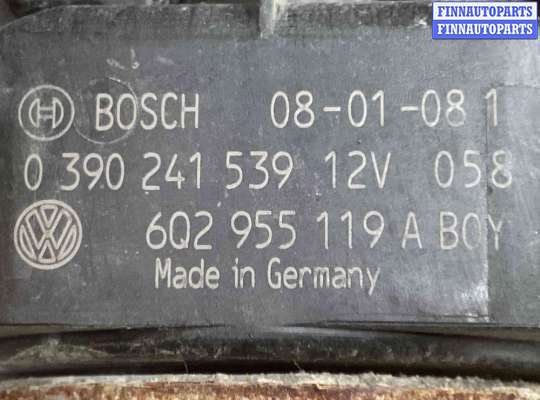 FINNAUTOPARTS
FINNAUTOPARTS
BOSCH 08-01-08 1
0 390 241 539 12V 058
6Q2 955 119 A BOY
Made in Germany